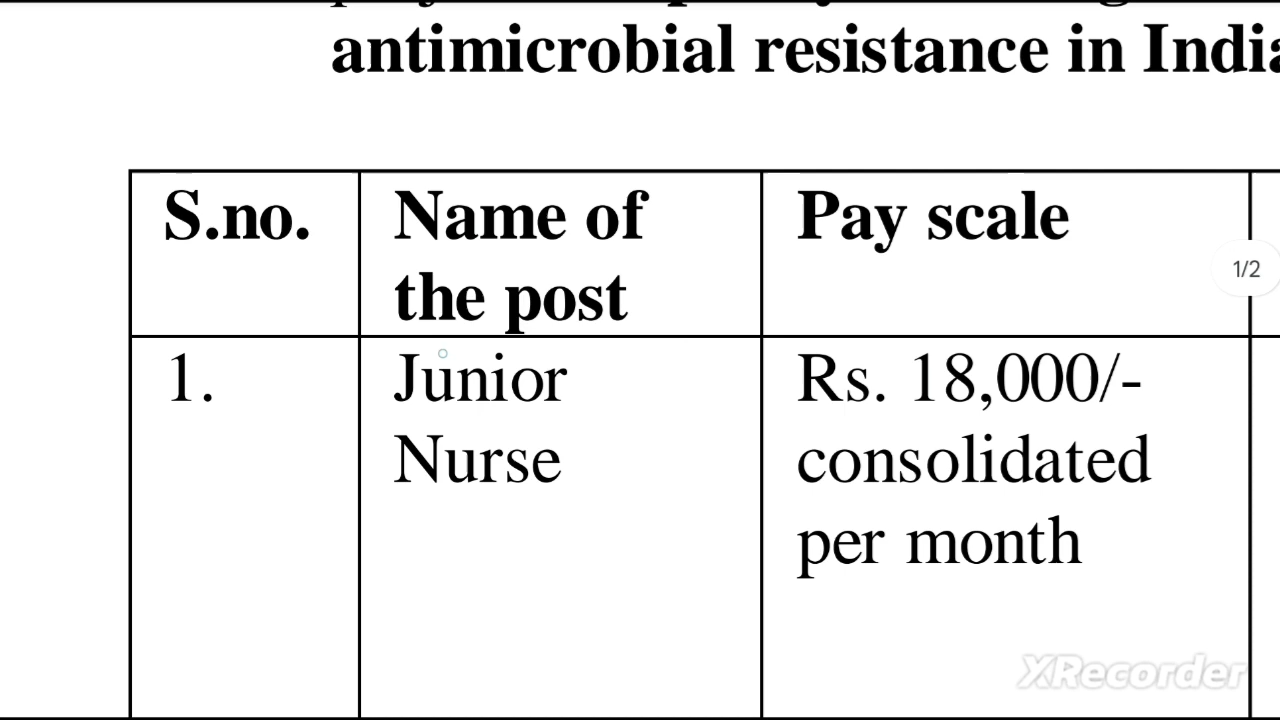 antimicrobial resistance in India
S.no.
Name of
the post
Pay scale
1/2
1.
Junior
Nurse
Rs. 18,000/-
consolidated
per month
XRecorder